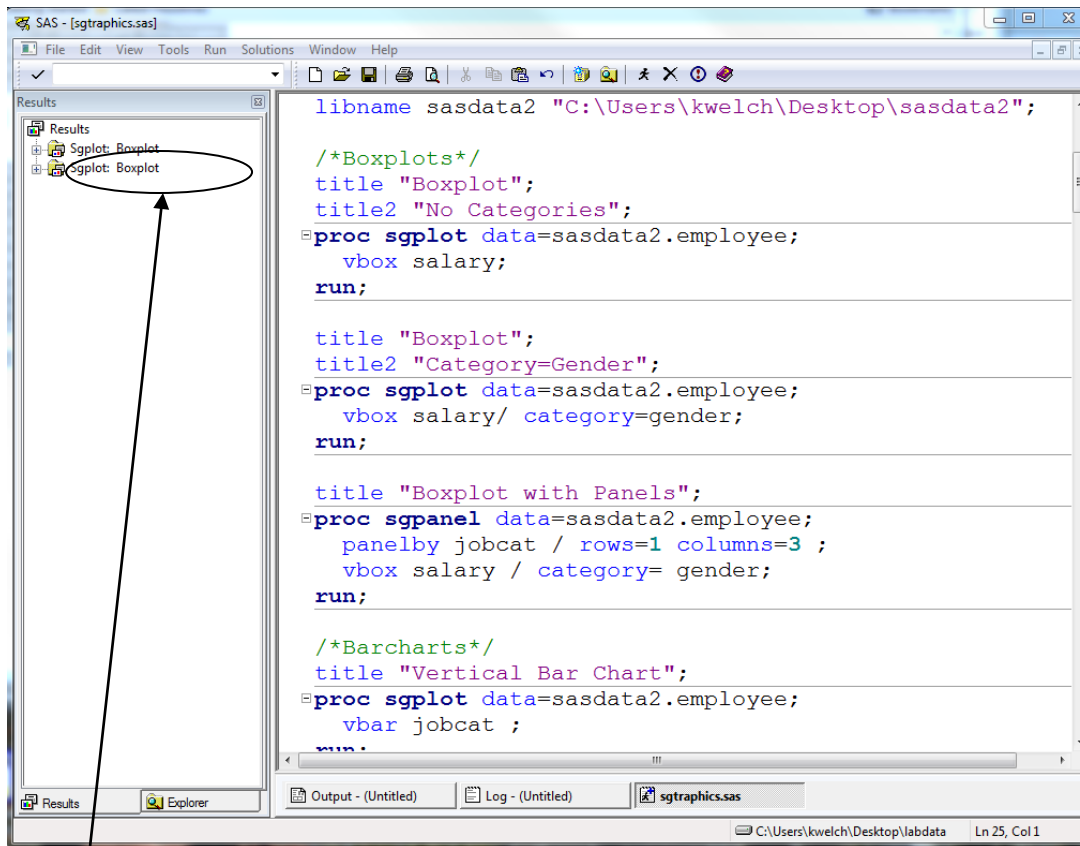 SAS - [sgtraphics.sas]
File Edit View Tools Run Solutions Window Help
Results
Results
Sgplot: Boxplot
Sgplot: Boxplot
libname sasdata2 "C:\Users\kwelch\Desktop\sasdata2";
/*Boxplots*/
title "Boxplot";
title2 "No Categories";
proc sgplot data=sasdata2.employee;
vbox salary;
run;
title "Boxplot";
title2 "Category=Gender";
proc sgplot data=sasdata2.employee;
vbox salary/ category=gender;
run;
title "Boxplot with Panels";
proc sgpanel data=sasdata2.employee;
panelby jobcat / rows=1 columns=3 ;
vbox salary / category= gender;
run;
/*Barcharts*/
title "Vertical Bar Chart";
proc sgplot data=sasdata2.employee;
vbar jobcat ;
run;
Results Explorer
Output - (Untitled) Log - (Untitled) sgtraphics.sas
C:\Users\kwelch\Desktop\labdata Ln 25, Col 1